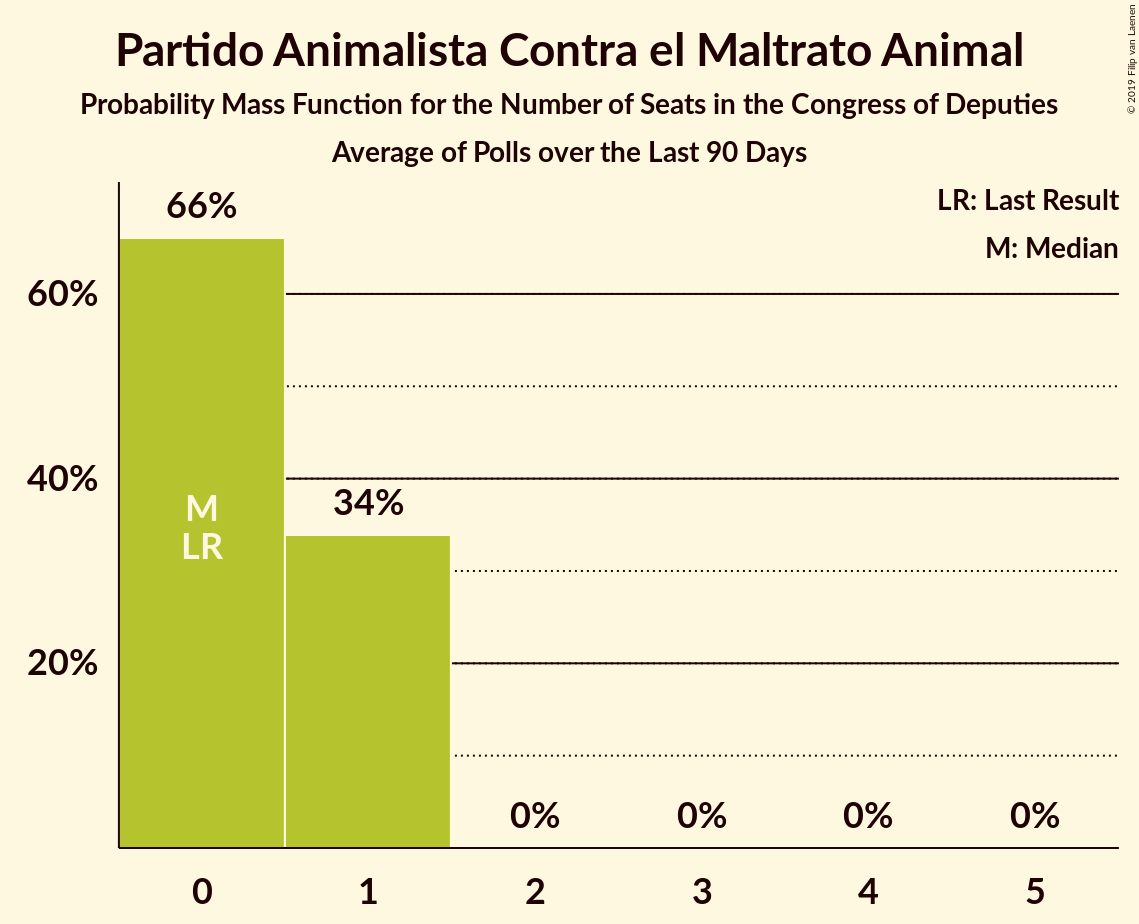 Partido Animalista Contra el Maltrato Animal
Probability Mass Function for the Number of Seats in the Congress of Deputies
Average of Polls over the Last 90 Days
© 2019 Filip van Laenen
LR: Last Result
M: Median
66%
60%
40%
34%
M
LR
20%
0% 0% 0% 0%
0 1 2 3 4 5